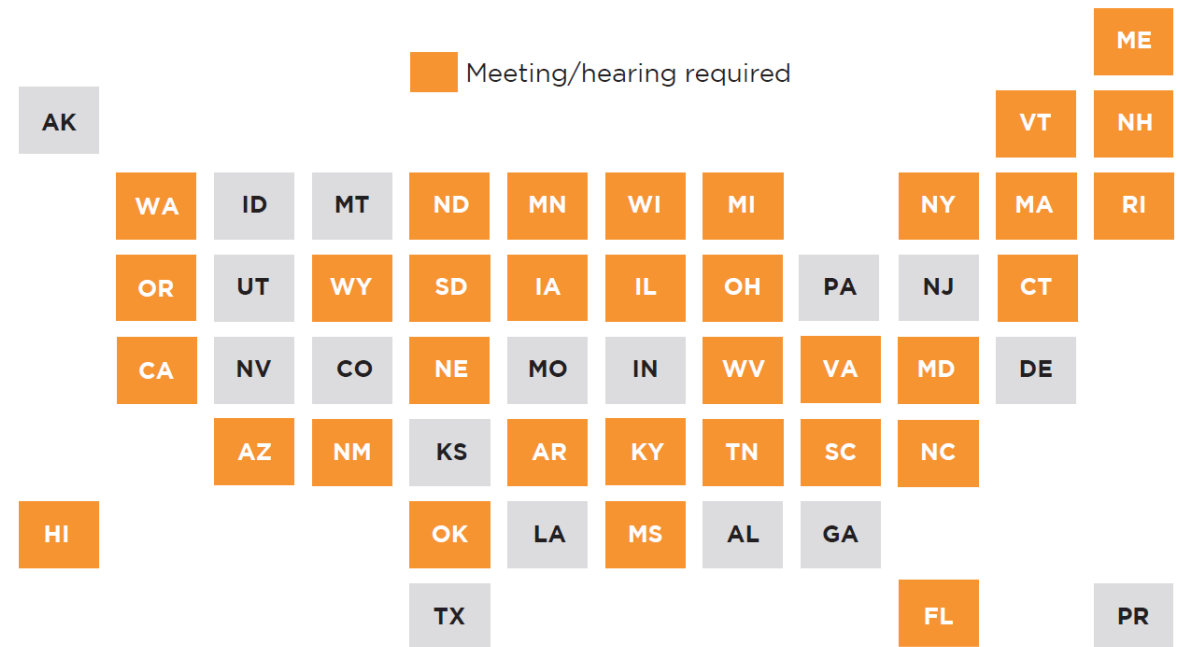 ME
Meeting/hearing required
AK VT NH
WA ID MT ND MN WI MI NY MA RI
OR UT WY SD IA IL OH PA NJ CT
CA NV CO NE MO IN WV VA MD DE
AZ NM KS AR KY TN SC NC
HI OK LA MS AL GA
TX FL PR